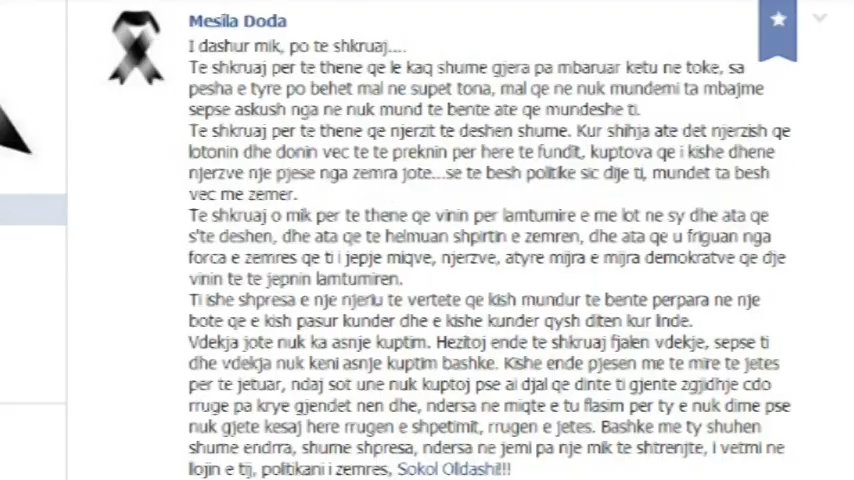 Mesila Doda
I dashur mik, po te shkruaj....
Te shkruaj per te thene qe le kaq shume gjera pa mbaruar ketu ne toke, sa
pesha e tyre po behet mal ne supet tona, mal qe ne nuk mundemi ta mbajme
sepse askush nga ne nuk mund te bente ate qe mundeshe ti.
Te shkruaj per te thene qe njerzit te deshen shume. Kur shihja ate det njerzish qe
lotonin dhe donin vec te te preknin per here te fundit, kuptova qe i kishe dhene
njerzve nje pjese nga zemra jote...se te besh politike sic dije ti, mundet ta besh
vec me zemer.
Te shkruaj o mik per te thene qe vinin per lamtumire e me lot ne sy dhe ata qe
s'te deshen, dhe ata qe te helmuan shpirtin e zemren, dhe ata qe u friguan nga
forca e zemres qe ti i jepje miqve, njerzve, atyre mijra e mijra demokratve qe dje
vinin te te jepnin lamtumiren.
Ti ishe shpresa e nje njeriu te vertete qe kish mundur te bente perpara ne nje
bote qe e kish pasur kunder dhe e kishe kunder qysh diten kur linde.
Vdekja jote nuk ka asnje kuptim. Hezitoj ende te shkruaj fjalen vdekje, sepse ti
dhe vdekja nuk keni asnje kuptim bashke. Kishe ende pjesen me te mire te jetes
per te jetuar, ndaj sot une nuk kuptoj pse ai djal qe dinte ti gjente zgjidhje cdo
rruge pa krye gjendet nen dhe, ndersa ne miqte e tu flasim per ty e nuk dime pse
nuk gjete kesaj here rrugen e shpetimit, rrugen e jetes. Bashke me ty shuhen
shume endrra, shume shpresa, ndersa ne jemi pa nje mik te shtrenjte, i vetmi ne
lojin e tij, politikani i zemres, Sokol Olldashi!!!